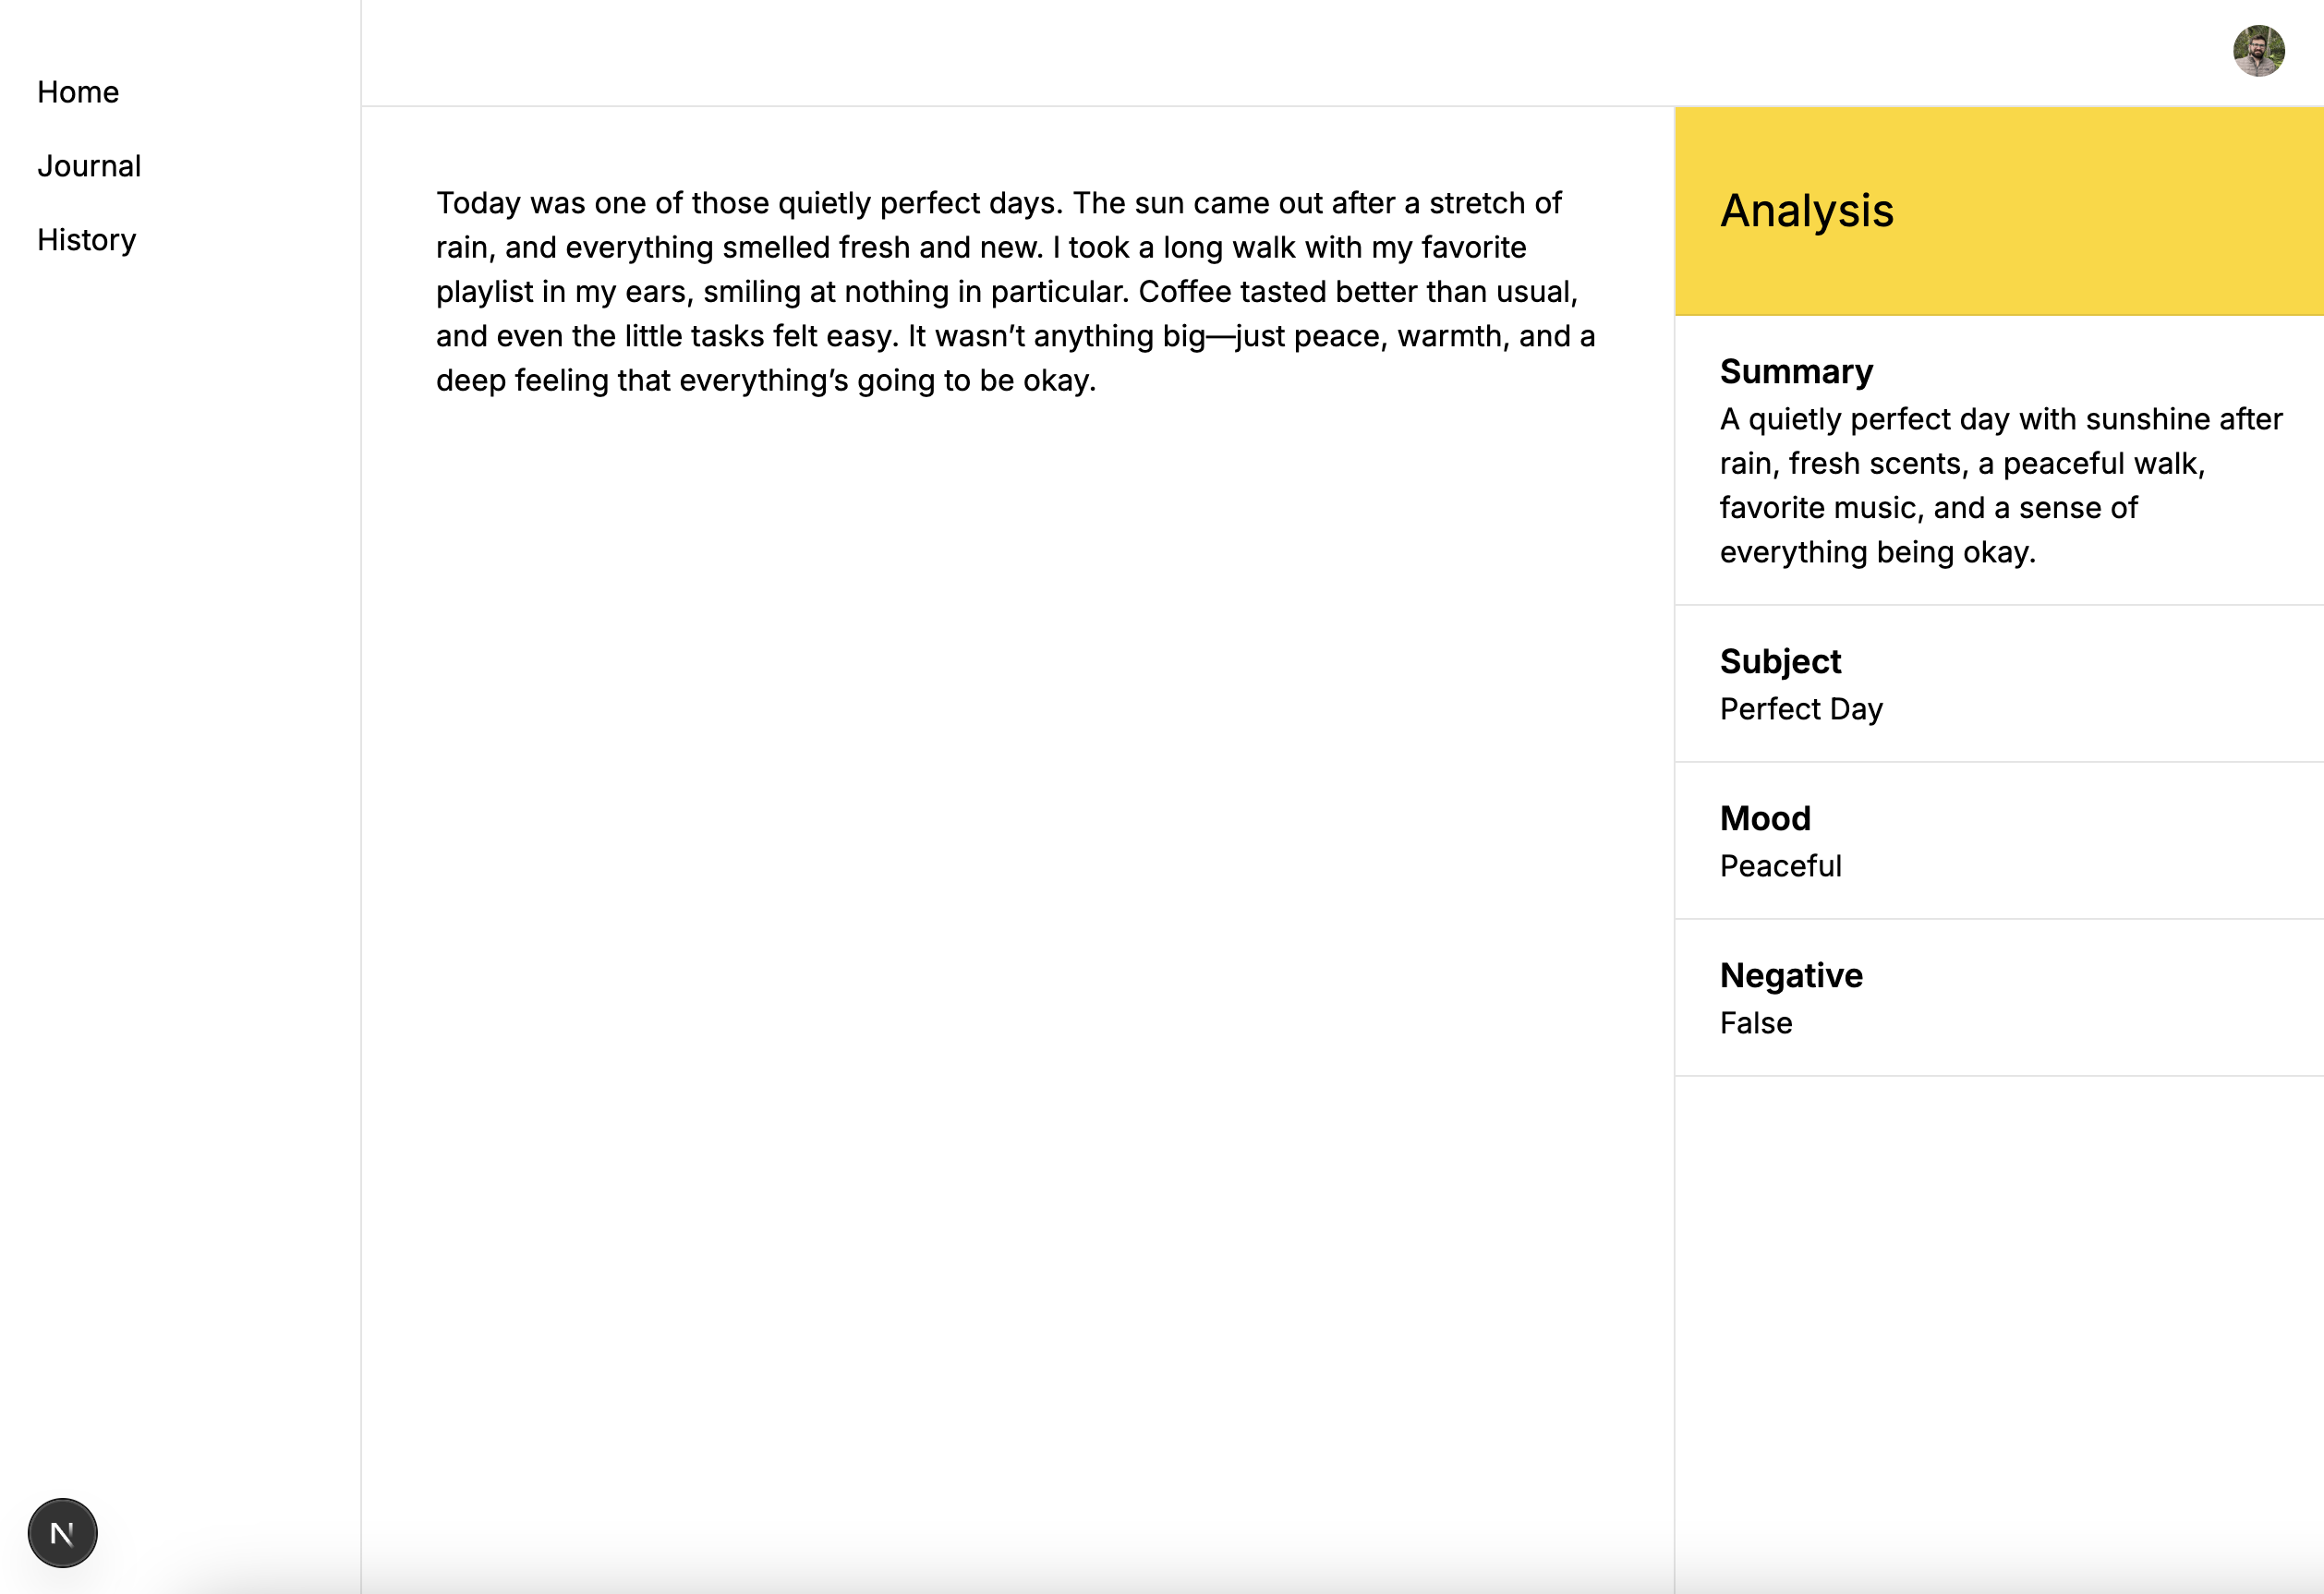 Home
Journal
History
Today was one of those quietly perfect days. The sun came out after a stretch of
rain, and everything smelled fresh and new. I took a long walk with my favorite
playlist in my ears, smiling at nothing in particular. Coffee tasted better than usual,
and even the little tasks felt easy. It wasn’t anything big—just peace, warmth, and a
deep feeling that everything’s going to be okay.
Analysis
Summary
A quietly perfect day with sunshine after
rain, fresh scents, a peaceful walk,
favorite music, and a sense of
everything being okay.
Subject
Perfect Day
Mood
Peaceful
Negative
False
N